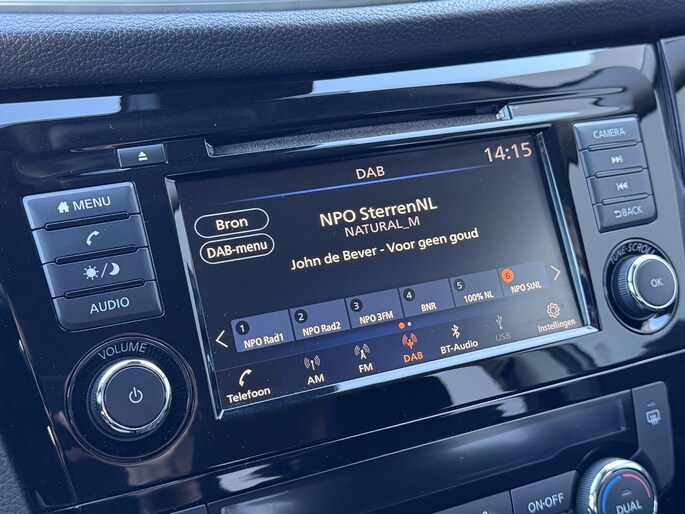 CAMERA
BACK
TUNE·SCROLL
OK
MENU
AUDIO
VOLUME
DAB
14:15
Bron
DAB-menu
NPO SterrenNL
NATURAL_M
John de Bever - Voor geen goud
1 NPO Rad1
2 NPO Rad2
3 NPO 3FM
4 BNR
5 100% NL
6 NPO StNL
Telefoon
AM
FM
DAB
BT-Audio
USB
Instellingen
ON·OFF
DUAL